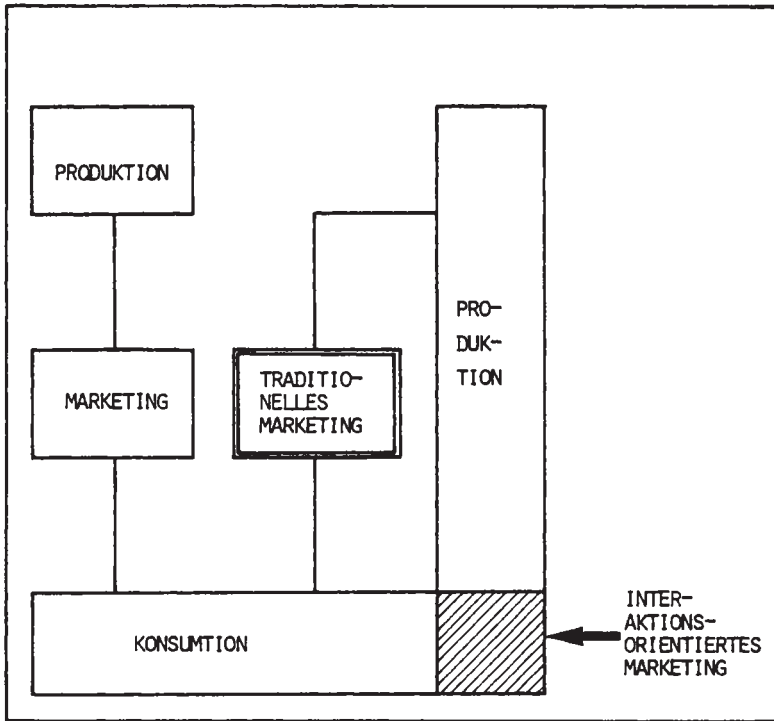 PRODUKTION
PRO-
DUK-
TION
MARKETING
TRADITIO-
NELLES
MARKETING
KONSUMTION
INTER-
AKTIONS-
ORIENTIERTES
MARKETING